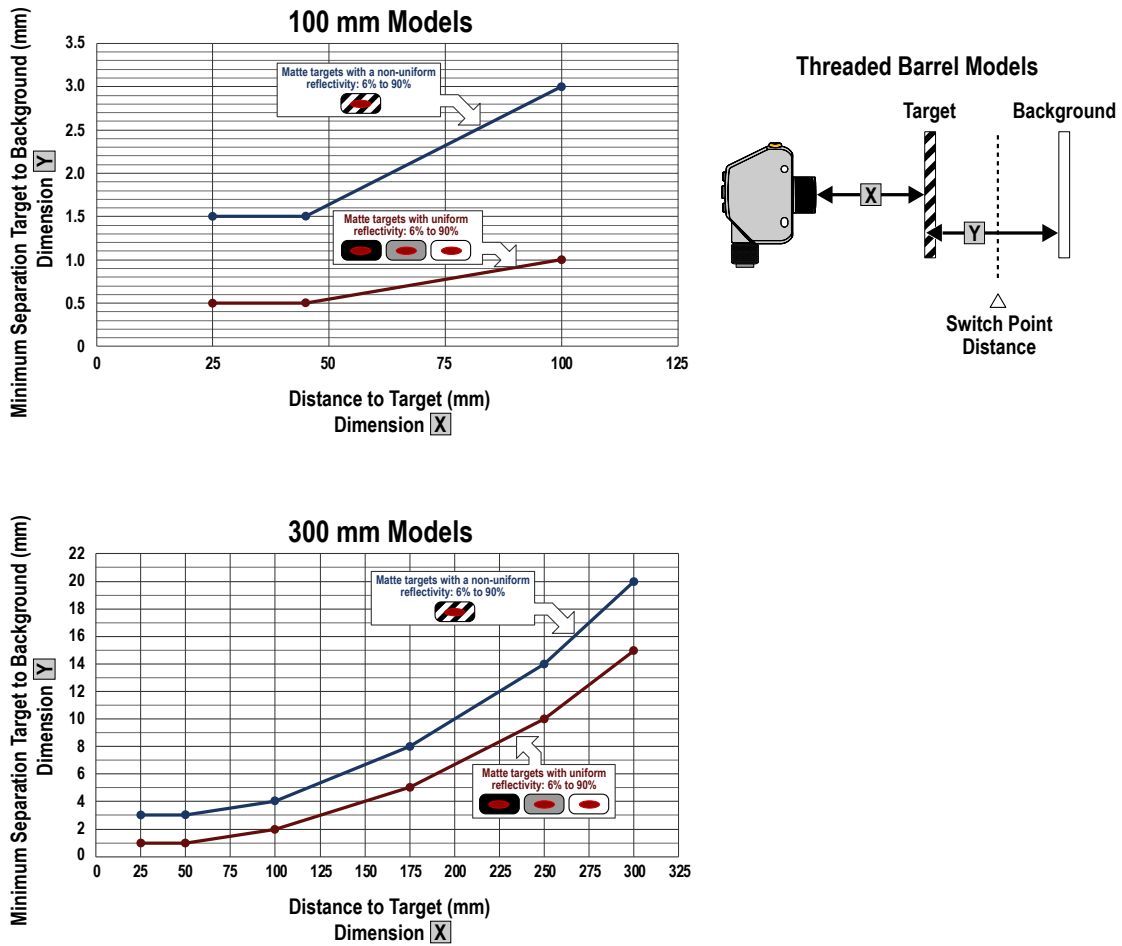 100 mm Models
Minimum Separation Target to Background (mm)
Dimension Y
3.5
3.0
2.5
2.0
1.5
1.0
0.5
0
Matte targets with a non-uniform
reflectivity: 6% to 90%
Matte targets with uniform
reflectivity: 6% to 90%
0 25 50 75 100 125
Distance to Target (mm)
Dimension X
Threaded Barrel Models
Target Background
X
Y
Switch Point
Distance
300 mm Models
Minimum Separation Target to Background (mm)
Dimension Y
22
20
18
16
14
12
10
8
6
4
2
0
Matte targets with a non-uniform
reflectivity: 6% to 90%
Matte targets with uniform
reflectivity: 6% to 90%
0 25 50 75 100 125 150 175 200 225 250 275 300 325
Distance to Target (mm)
Dimension X